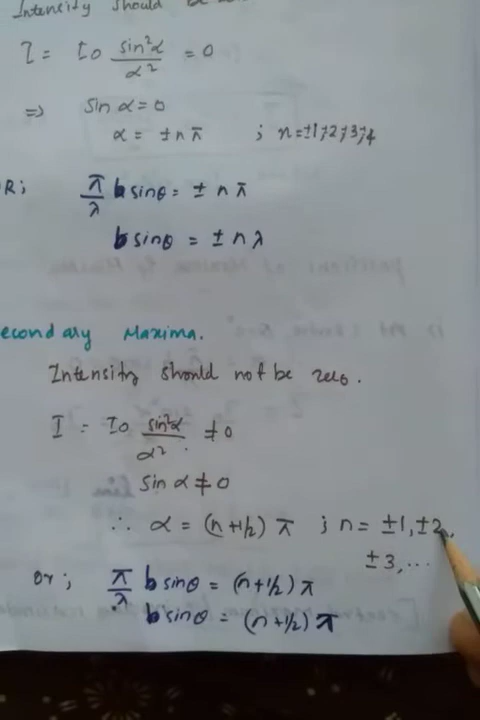 Intensity should
I = I0 sin²α/α² = 0
=> Sin α = 0
α = ± n π ; n = ±1,2,3,4
OR; π/λ b sinθ = ± n π
b sinθ = ± n λ
econdary Maxima.
Intensity should not be zero.
I = I0 sin²α/α² ≠ 0
Sin α ≠ 0
∴ α = (n+1/2) π ; n = ±1, ±2,
±3, ...
Or; π/λ b sinθ = (n+1/2) π
b sinθ = (n+1/2) π